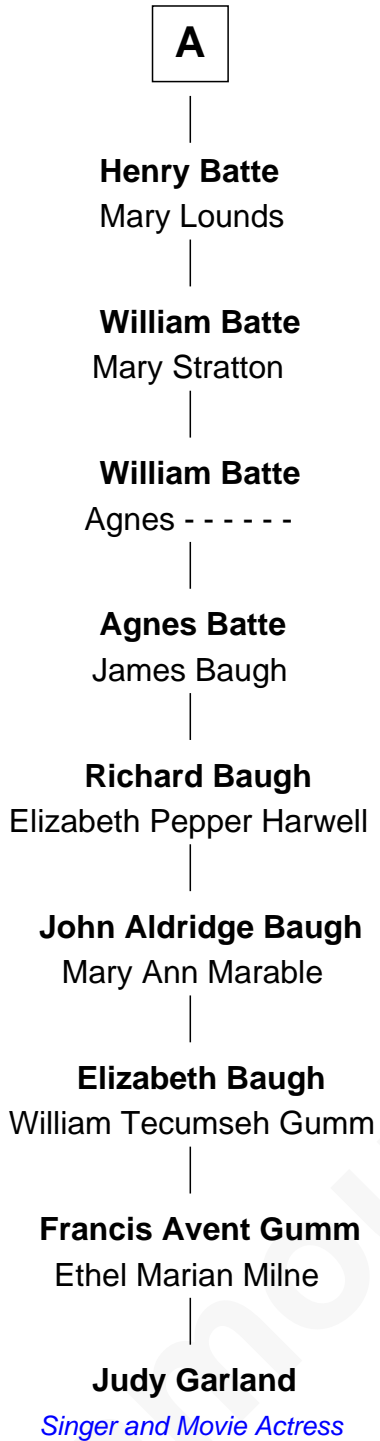 A
Henry Batte
Mary Lounds
William Batte
Mary Stratton
William Batte
Agnes - - - - - -
Agnes Batte
James Baugh
Richard Baugh
Elizabeth Pepper Harwell
John Aldridge Baugh
Mary Ann Marable
Elizabeth Baugh
William Tecumseh Gumm
Francis Avent Gumm
Ethel Marian Milne
Judy Garland
Singer and Movie Actress